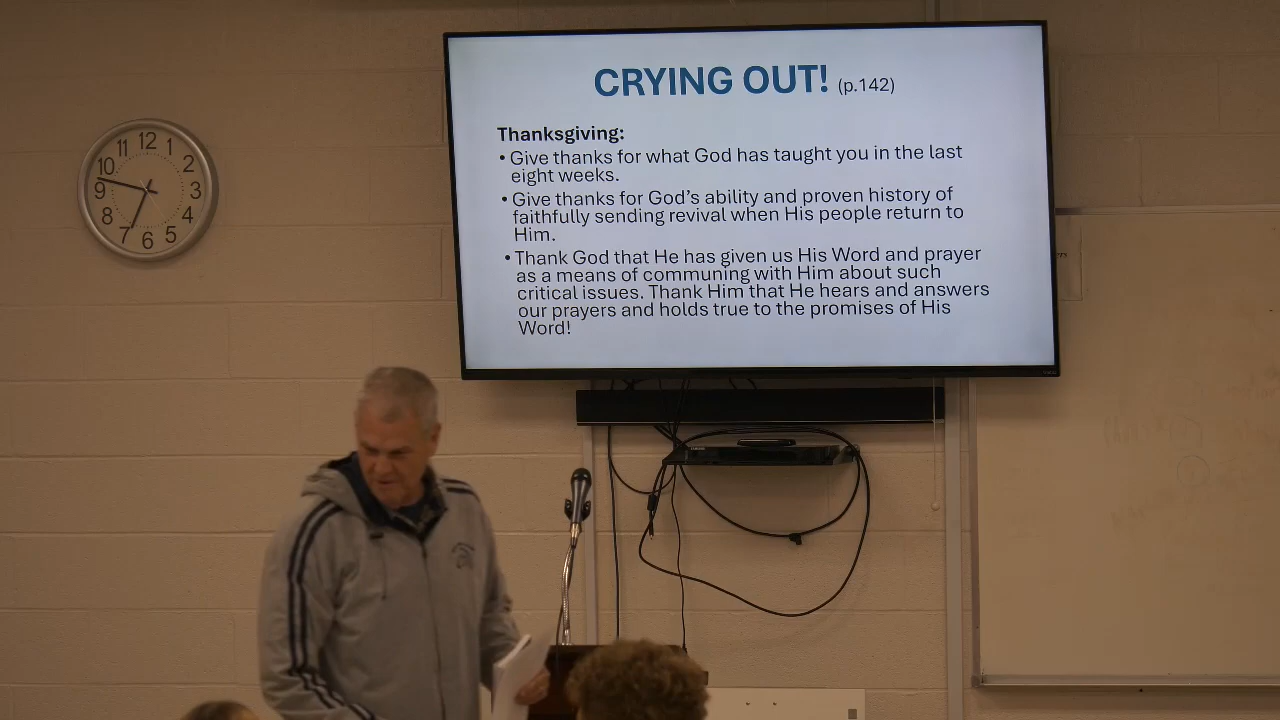 CRYING OUT! (p.142)
Thanksgiving:
• Give thanks for what God has taught you in the last
eight weeks.
• Give thanks for God's ability and proven history of
faithfully sending revival when His people return to
Him.
• Thank God that He has given us His Word and prayer
as a means of communing with Him about such
critical issues. Thank Him that He hears and answers
our prayers and holds true to the promises of His
Word!
12
1
2
3
4
5
6
7
8
9
10
11